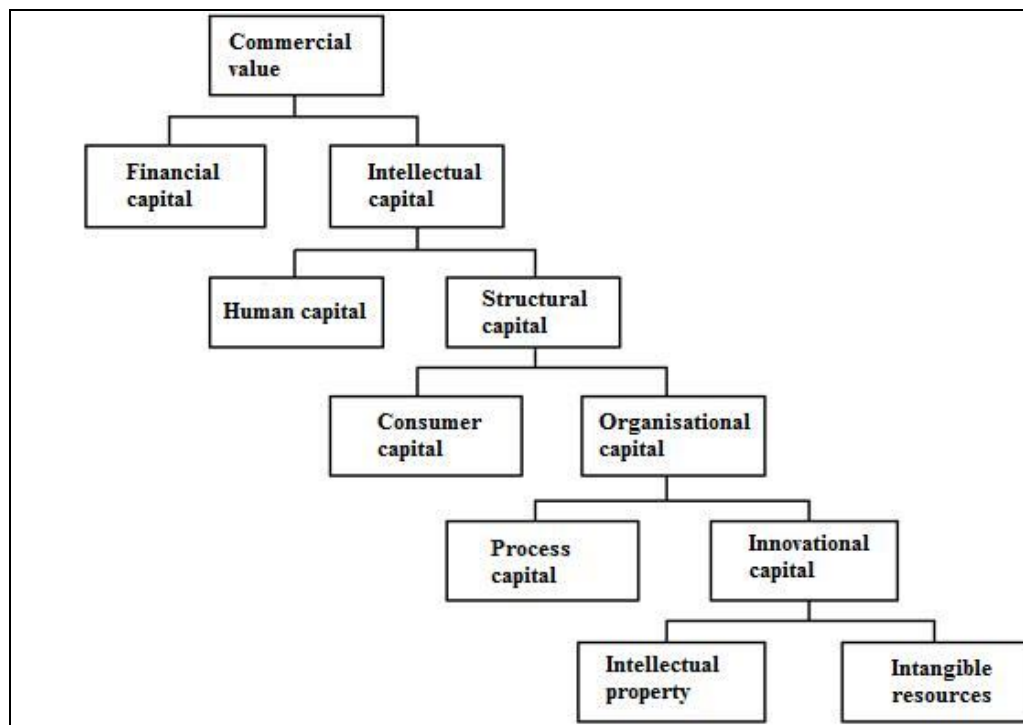 Commercial
value
Financial
capital
Intellectual
capital
Human capital
Structural
capital
Consumer
capital
Organisational
capital
Process
capital
Innovational
capital
Intellectual
property
Intangible
resources